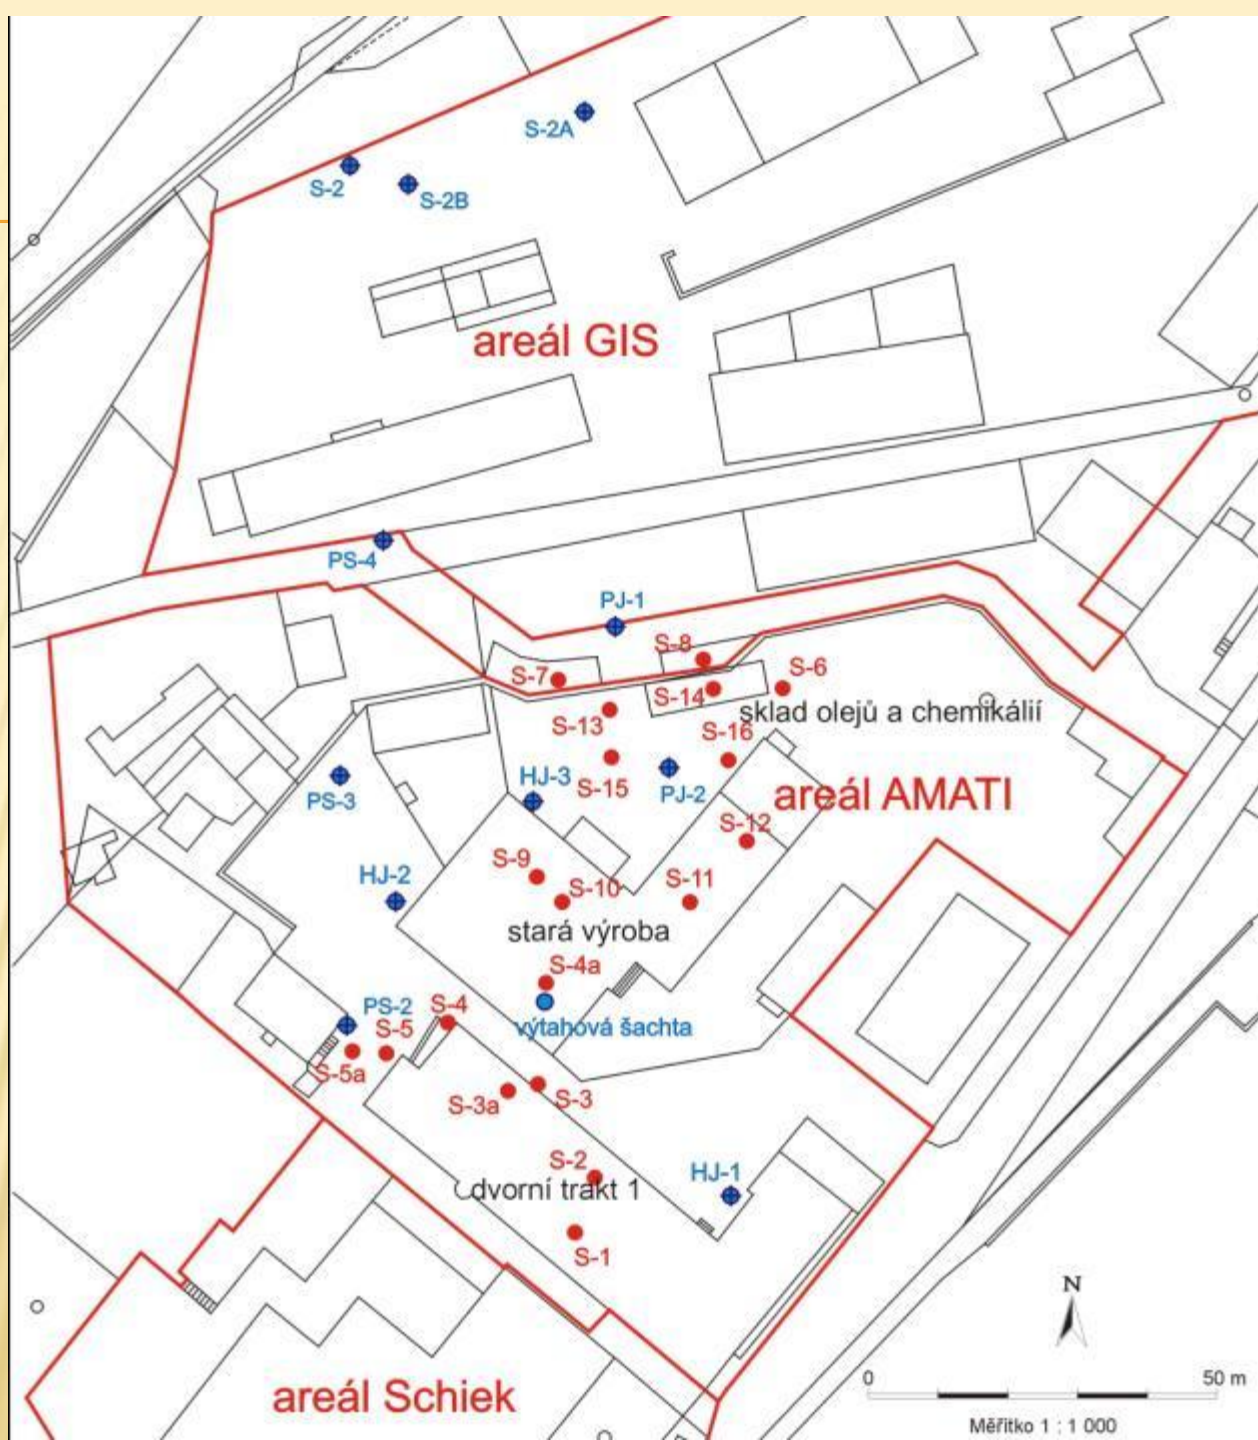 S-2A
S-2
S-2B
areál GIS
PS-4
PJ-1
S-8
S-7
S-6
S-14
S-13
sklad olejů a chemikálií
S-16
HJ-3
S-15
PJ-2
PS-3
areál AMATI
S-12
S-9
HJ-2
S-10
S-11
stará výroba
S-4a
PS-2
S-4
výtahová šachta
S-5
S-5a
S-3a
S-3
S-2
HJ-1
dvorní trakt 1
S-1
N
areál Schiek
0
50 m
Měřítko 1 : 1 000